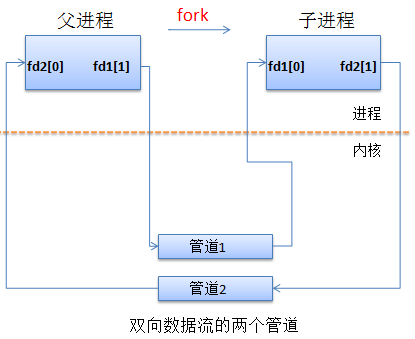 父进程
fork
子进程
fd2[0]
fd1[1]
fd1[0]
fd2[1]
进程
内核
管道1
管道2
双向数据流的两个管道